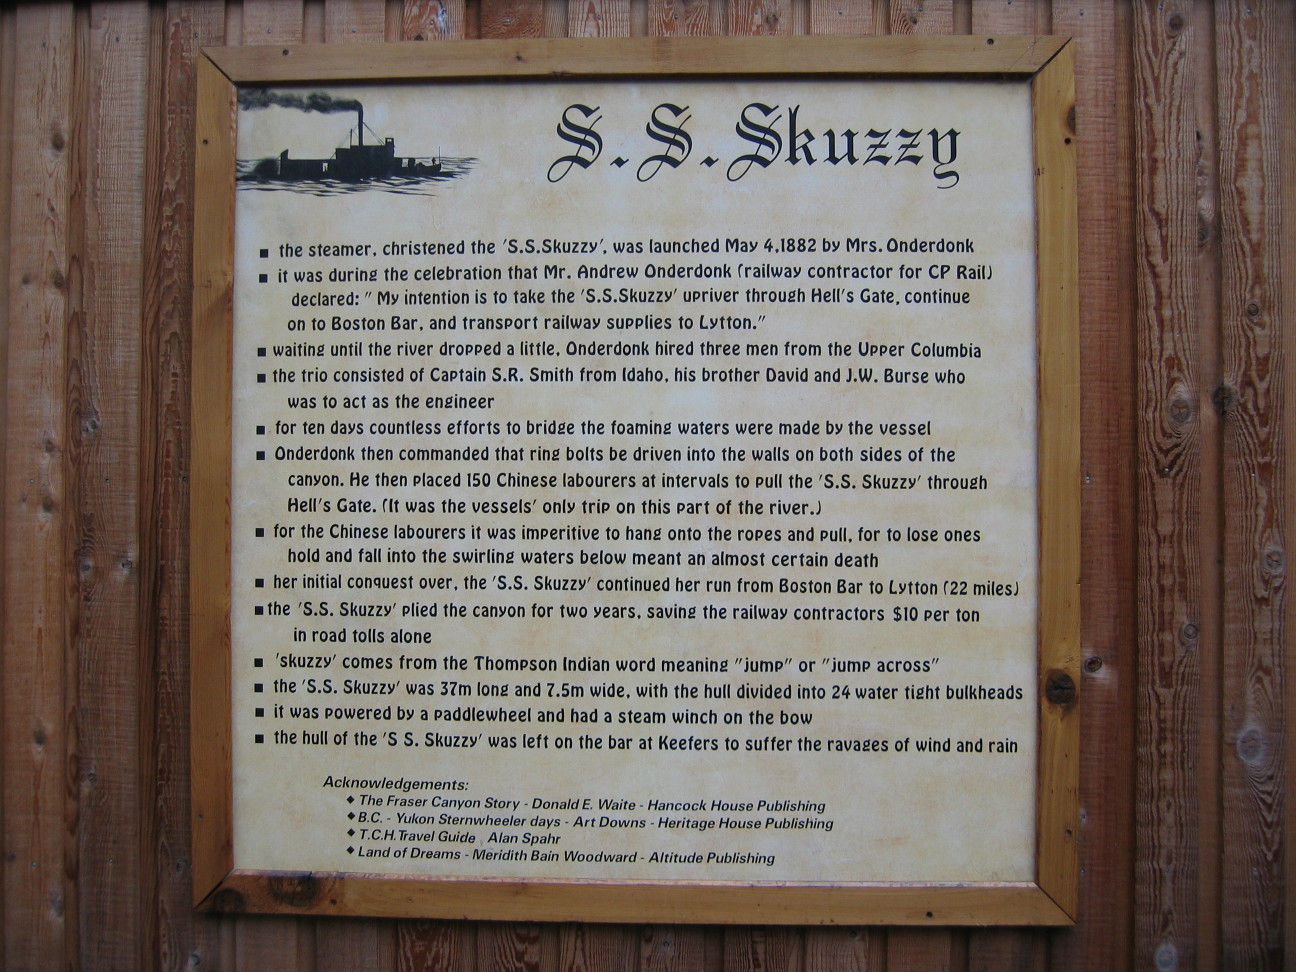 S.S.Skuzzy
■ the steamer, christened the 'S.S.Skuzzy', was launched May 4,1882 by Mrs. Onderdonk
■ it was during the celebration that Mr. Andrew Onderdonk (railway contractor for CP Rail)
declared: " My intention is to take the 'S.S.Skuzzy' upriver through Hell's Gate, continue
on to Boston Bar, and transport railway supplies to Lytton."
■ waiting until the river dropped a little, Onderdonk hired three men from the Upper Columbia
■ the trio consisted of Captain S.R. Smith from Idaho, his brother David and J.W. Burse who
was to act as the engineer
■ for ten days countless efforts to bridge the foaming waters were made by the vessel
■ Onderdonk then commanded that ring bolts be driven into the walls on both sides of the
canyon. He then placed 150 Chinese labourers at intervals to pull the 'S.S. Skuzzy' through
Hell's Gate. (It was the vessels' only trip on this part of the river.)
■ for the Chinese labourers it was imperitive to hang onto the ropes and pull, for to lose ones
hold and fall into the swirling waters below meant an almost certain death
■ her initial conquest over, the 'S.S. Skuzzy' continued her run from Boston Bar to Lytton (22 miles)
■ the 'S.S. Skuzzy' plied the canyon for two years, saving the railway contractors $10 per ton
in road tolls alone
■ 'skuzzy' comes from the Thompson Indian word meaning "jump" or "jump across"
■ the 'S.S. Skuzzy' was 37m long and 7.5m wide, with the hull divided into 24 water tight bulkheads
■ it was powered by a paddlewheel and had a steam winch on the bow
■ the hull of the 'S S. Skuzzy' was left on the bar at Keefers to suffer the ravages of wind and rain
Acknowledgements:
◆ The Fraser Canyon Story - Donald E. Waite - Hancock House Publishing
◆ B.C. - Yukon Sternwheeler days - Art Downs - Heritage House Publishing
◆ T.C.H. Travel Guide Alan Spahr
◆ Land of Dreams - Meridith Bain Woodward - Altitude Publishing